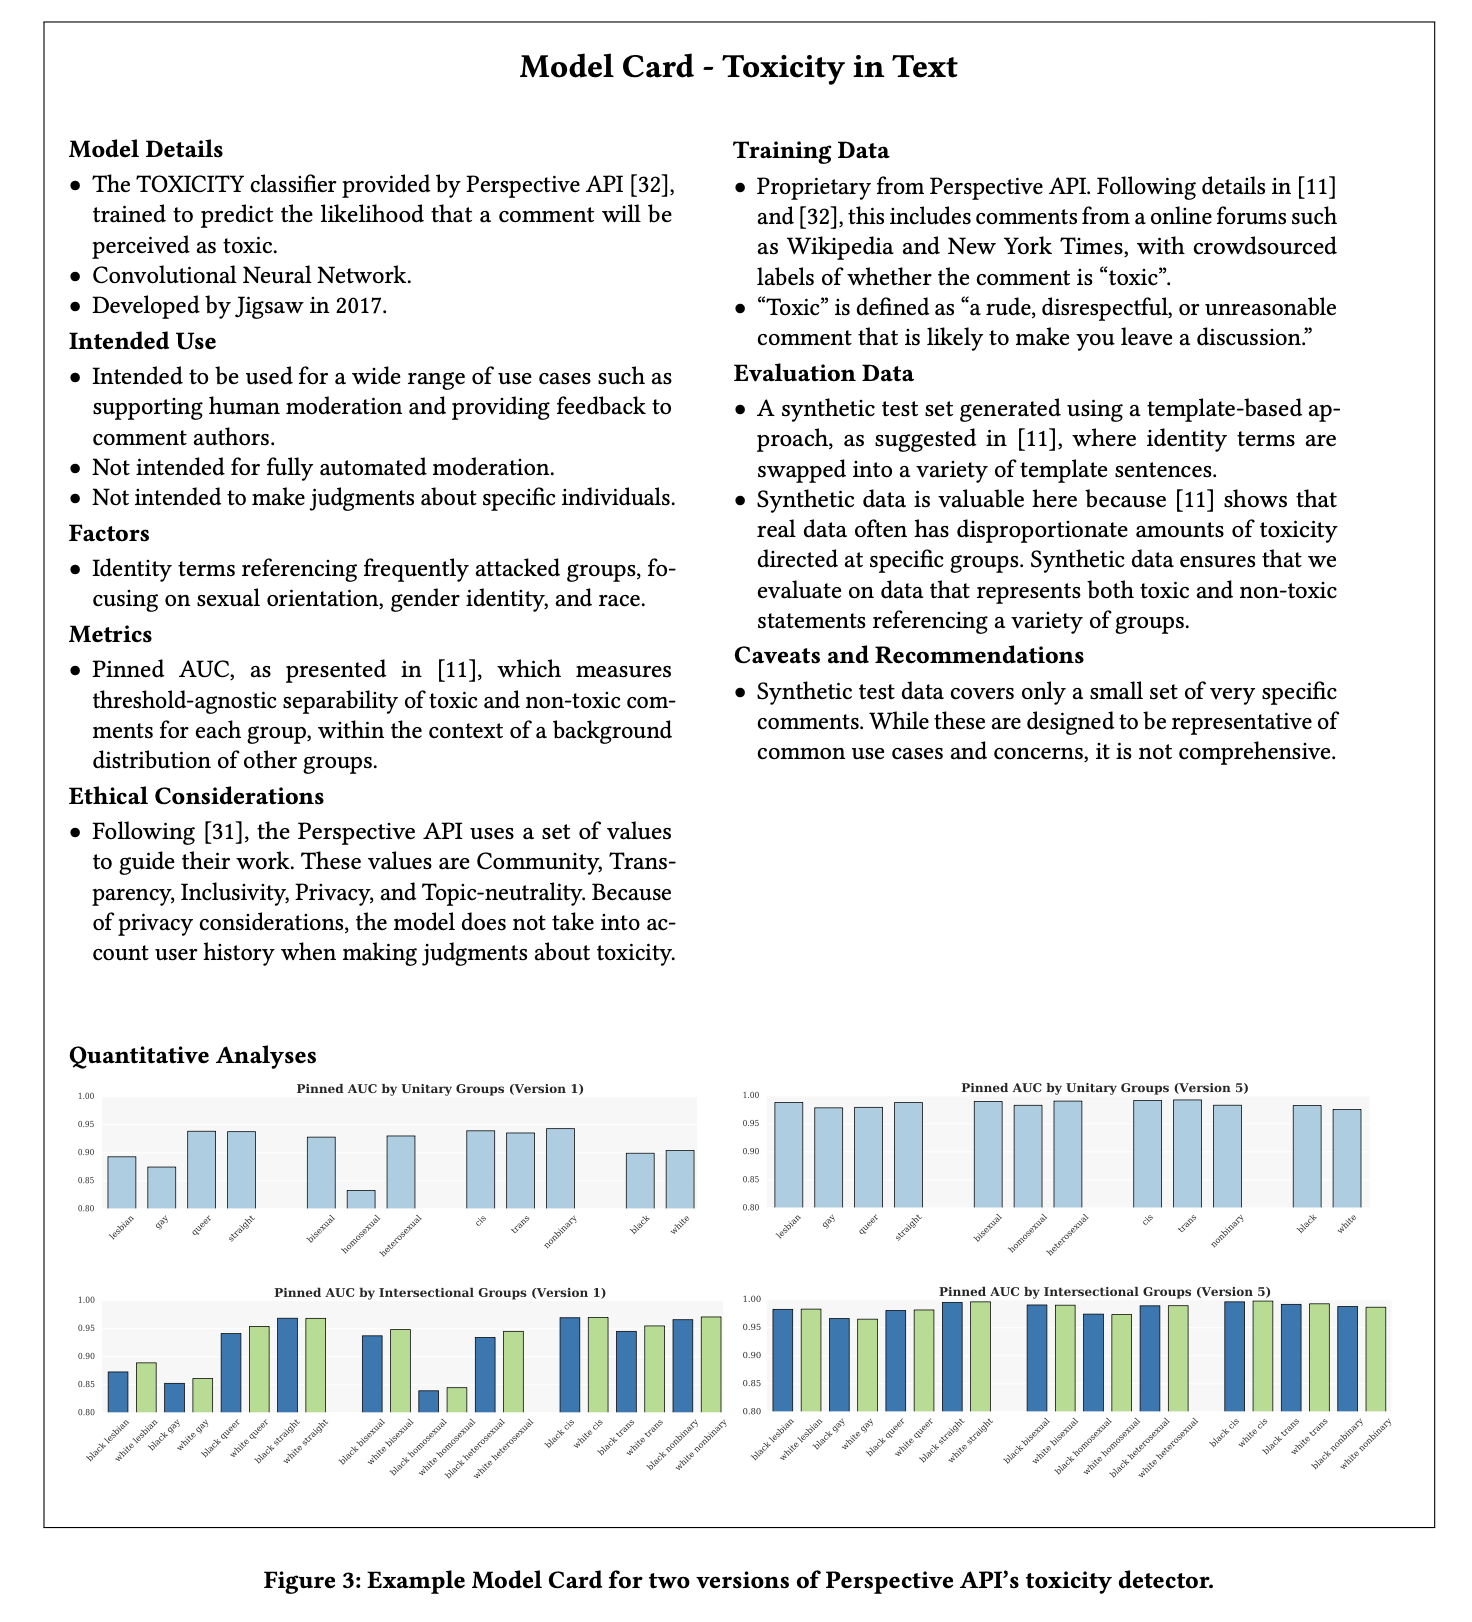 Model Card - Toxicity in Text
Model Details
• The TOXICITY classifier provided by Perspective API [32],
trained to predict the likelihood that a comment will be
perceived as toxic.
• Convolutional Neural Network.
• Developed by Jigsaw in 2017.
Intended Use
• Intended to be used for a wide range of use cases such as
supporting human moderation and providing feedback to
comment authors.
• Not intended for fully automated moderation.
• Not intended to make judgments about specific individuals.
Factors
• Identity terms referencing frequently attacked groups, fo-
cusing on sexual orientation, gender identity, and race.
Metrics
• Pinned AUC, as presented in [11], which measures
threshold-agnostic separability of toxic and non-toxic com-
ments for each group, within the context of a background
distribution of other groups.
Ethical Considerations
• Following [31], the Perspective API uses a set of values
to guide their work. These values are Community, Trans-
parency, Inclusivity, Privacy, and Topic-neutrality. Because
of privacy considerations, the model does not take into ac-
count user history when making judgments about toxicity.
Training Data
• Proprietary from Perspective API. Following details in [11]
and [32], this includes comments from a online forums such
as Wikipedia and New York Times, with crowdsourced
labels of whether the comment is “toxic”.
• “Toxic” is defined as “a rude, disrespectful, or unreasonable
comment that is likely to make you leave a discussion.”
Evaluation Data
• A synthetic test set generated using a template-based ap-
proach, as suggested in [11], where identity terms are
swapped into a variety of template sentences.
• Synthetic data is valuable here because [11] shows that
real data often has disproportionate amounts of toxicity
directed at specific groups. Synthetic data ensures that we
evaluate on data that represents both toxic and non-toxic
statements referencing a variety of groups.
Caveats and Recommendations
• Synthetic test data covers only a small set of very specific
comments. While these are designed to be representative of
common use cases and concerns, it is not comprehensive.
Quantitative Analyses
Pinned AUC by Unitary Groups (Version 1)
1.00
0.95
0.90
0.85
0.80
lesbian
gay
queer
straight
bisexual
homosexual
heterosexual
cis
trans
nonbinary
black
white
Pinned AUC by Unitary Groups (Version 5)
1.00
0.95
0.90
0.85
0.80
lesbian
gay
queer
straight
bisexual
homosexual
heterosexual
cis
trans
nonbinary
black
white
Pinned AUC by Intersectional Groups (Version 1)
1.00
0.95
0.90
0.85
0.80
black lesbian
white lesbian
black gay
white gay
black queer
white queer
black straight
white straight
black bisexual
white bisexual
black homosexual
white homosexual
black heterosexual
white heterosexual
black cis
white cis
black trans
white trans
black nonbinary
white nonbinary
Pinned AUC by Intersectional Groups (Version 5)
1.00
0.95
0.90
0.85
0.80
black lesbian
white lesbian
black gay
white gay
black queer
white queer
black straight
white straight
black bisexual
white bisexual
black homosexual
white homosexual
black heterosexual
white heterosexual
black cis
white cis
black trans
white trans
black nonbinary
white nonbinary
Figure 3: Example Model Card for two versions of Perspective API’s toxicity detector.